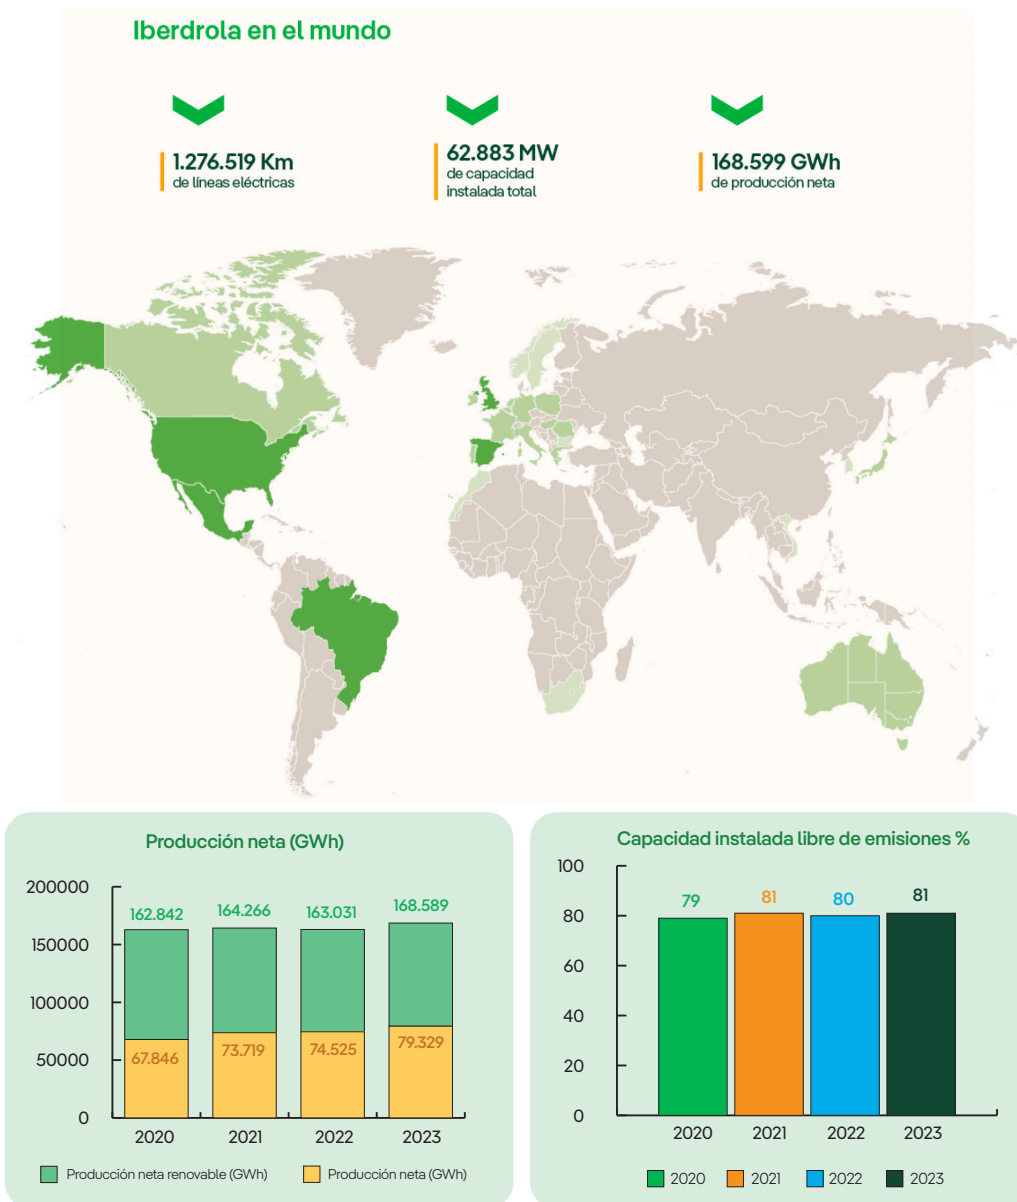 Iberdrola en el mundo
1.276.519 Km
de líneas eléctricas
62.883 MW
de capacidad
instalada total
168.599 GWh
de producción neta
Producción neta (GWh)
200000
150000
100000
50000
0
162.842
164.266
163.031
168.589
67.846
73.719
74.525
79.329
2020
2021
2022
2023
Producción neta renovable (GWh)
Producción neta (GWh)
Capacidad instalada libre de emisiones %
100
80
60
40
20
0
79
81
80
81
2020
2021
2022
2023
2020
2021
2022
2023